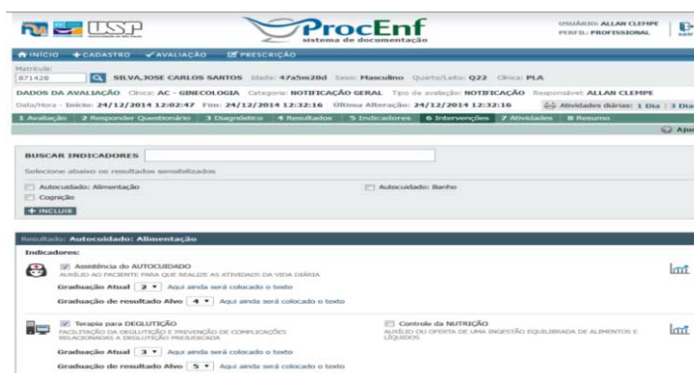 USP
ProcEnf
sistema de documentação
USUÁRIO: ALLAN CLEMPE
PERFIL: PROFISSIONAL
sair
INÍCIO CADASTRO AVALIAÇÃO PRESCRIÇÃO
Matrícula:
871428 SILVA,JOSE CARLOS SANTOS Idade: 47a5m28d Sexo: Masculino Quarto/Leito: Q22 Clínica: PLA
DADOS DA AVALIAÇÃO Clínica: AC - GINECOLOGIA Categoria: NOTIFICAÇÃO GERAL Tipo de avaliação: NOTIFICAÇÃO Responsável: ALLAN CLEMPE
Data/Hora - Início: 24/12/2014 12:02:47 Fim: 24/12/2014 12:32:16 Última Alteração: 24/12/2014 12:32:16 Atividades diárias: 1 Dia 3 Dia
1 Avaliação 2 Responder Questionário 3 Diagnóstico 4 Resultados 5 Indicadores 6 Intervenções 7 Atividades 8 Resumo
Aju
BUSCAR INDICADORES
Selecione abaixo os resultados sensibilizados
Autocuidado: Alimentação Autocuidado: Banho
Cognição
+ INCLUIR
Resultado: Autocuidado: Alimentação
Indicadores:
Assistência do AUTOCUIDADO
AUXÍLIO AO PACIENTE PARA QUE REALIZE AS ATIVIDADES DA VIDA DIÁRIA
Graduação Atual 2 Aqui ainda será colocado o texto
Graduação de resultado Alvo 4 Aqui ainda será colocado o texto
Terapia para DEGLUTIÇÃO Controle da NUTRIÇÃO
FACILITAÇÃO DA DEGLUTIÇÃO E PREVENÇÃO DE COMPLICAÇÕES AUXÍLIO OU OFERTA DE UMA INGESTÃO EQUILIBRADA DE ALIMENTOS E
RELACIONADAS A DEGLUTIÇÃO PREJUDICADA LÍQUIDOS
Graduação Atual 3 Aqui ainda será colocado o texto
Graduação de resultado Alvo 5 Aqui ainda será colocado o texto